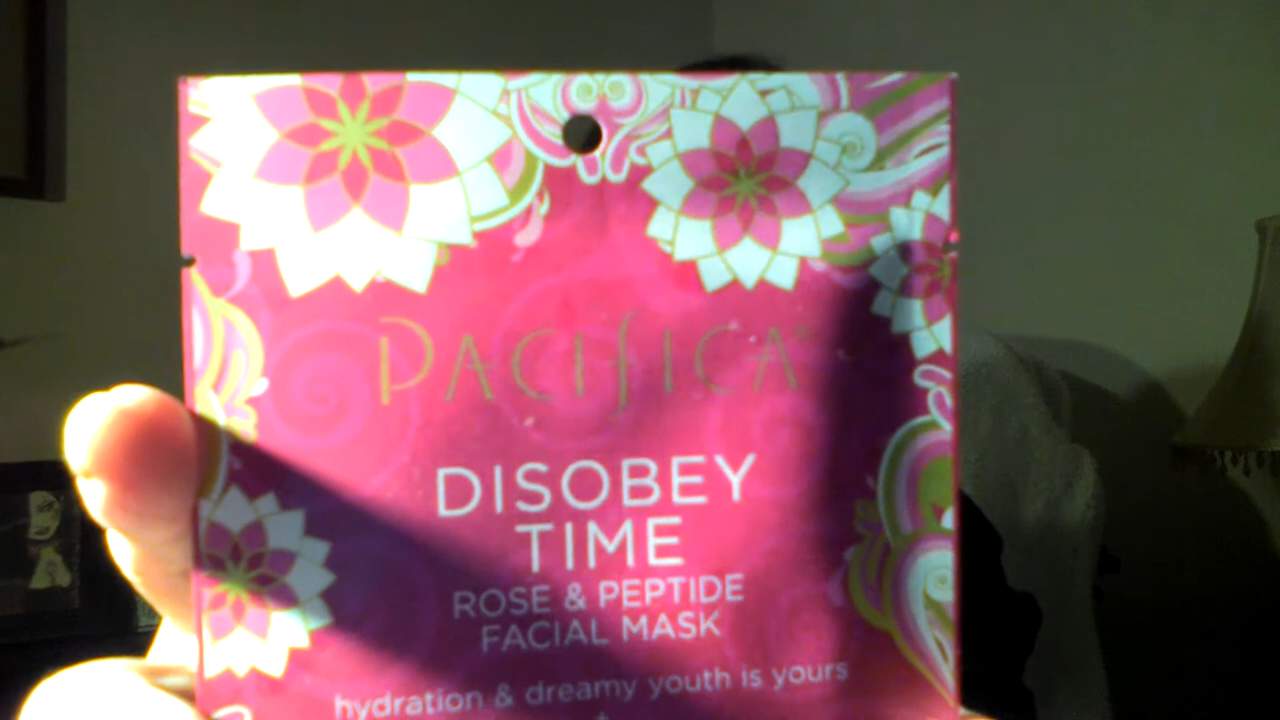 PACIFICA
DISOBEY
TIME
ROSE & PEPTIDE
FACIAL MASK
hydration & dreamy youth is yours